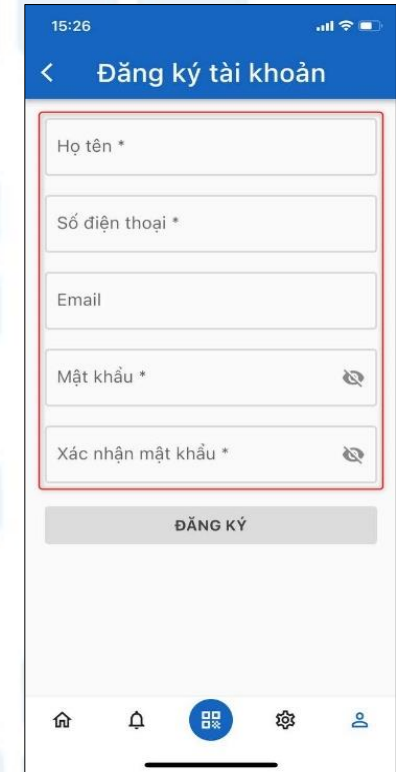 15:26
Đăng ký tài khoản
Họ tên *
Số điện thoại *
Email
Mật khẩu *
Xác nhận mật khẩu *
ĐĂNG KÝ